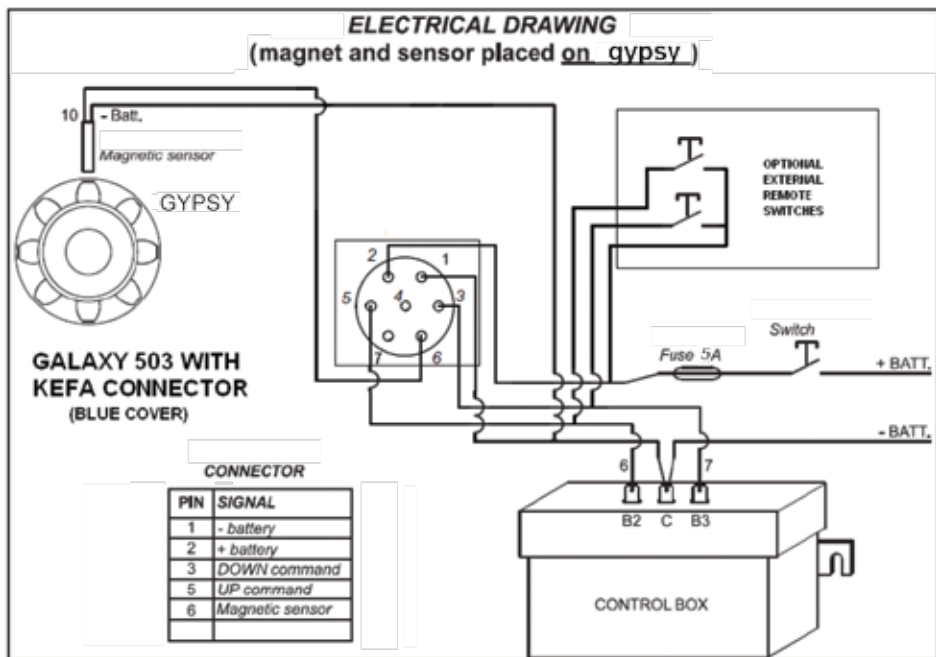 ELECTRICAL DRAWING
(magnet and sensor placed on gypsy )
10
- Batt.
Magnetic sensor
GYPSY
OPTIONAL
EXTERNAL
REMOTE
SWITCHES
2
1
5
4
3
7
6
GALAXY 503 WITH
KEFA CONNECTOR
(BLUE COVER)
Fuse 5A
Switch
+ BATT.
- BATT.
CONNECTOR
PIN SIGNAL
1 - battery
2 + battery
3 DOWN command
5 UP command
6 Magnetic sensor
6
7
B2 C B3
CONTROL BOX